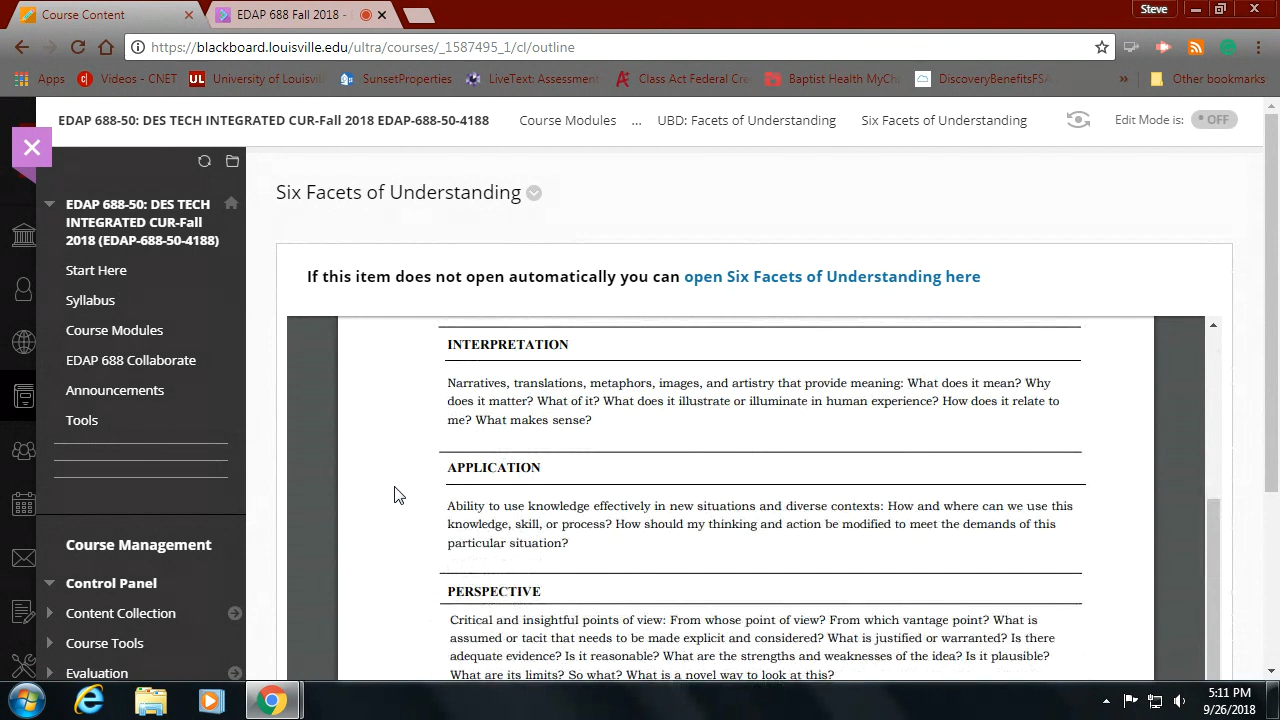 Course Content
EDAP 688 Fall 2018 -
Steve
https://blackboard.louisville.edu/ultra/courses/_1587495_1/cl/outline
Apps
Videos - CNET
University of Louisvil
SunsetProperties
LiveText: Assessment
Class Act Federal Cre
Baptist Health MyCha
DiscoveryBenefitsFSA
Other bookmarks
EDAP 688-50: DES TECH INTEGRATED CUR-Fall 2018 EDAP-688-50-4188
Course Modules
...
UBD: Facets of Understanding
Six Facets of Understanding
Edit Mode is:
OFF
EDAP 688-50: DES TECH
INTEGRATED CUR-Fall
2018 (EDAP-688-50-4188)
Start Here
Syllabus
Course Modules
EDAP 688 Collaborate
Announcements
Tools
Course Management
Control Panel
Content Collection
Course Tools
Evaluation
Six Facets of Understanding
If this item does not open automatically you can open Six Facets of Understanding here
INTERPRETATION
Narratives, translations, metaphors, images, and artistry that provide meaning: What does it mean? Why
does it matter? What of it? What does it illustrate or illuminate in human experience? How does it relate to
me? What makes sense?
APPLICATION
Ability to use knowledge effectively in new situations and diverse contexts: How and where can we use this
knowledge, skill, or process? How should my thinking and action be modified to meet the demands of this
particular situation?
PERSPECTIVE
Critical and insightful points of view: From whose point of view? From which vantage point? What is
assumed or tacit that needs to be made explicit and considered? What is justified or warranted? Is there
adequate evidence? Is it reasonable? What are the strengths and weaknesses of the idea? Is it plausible?
What are its limits? So what? What is a novel way to look at this?
5:11 PM
9/26/2018